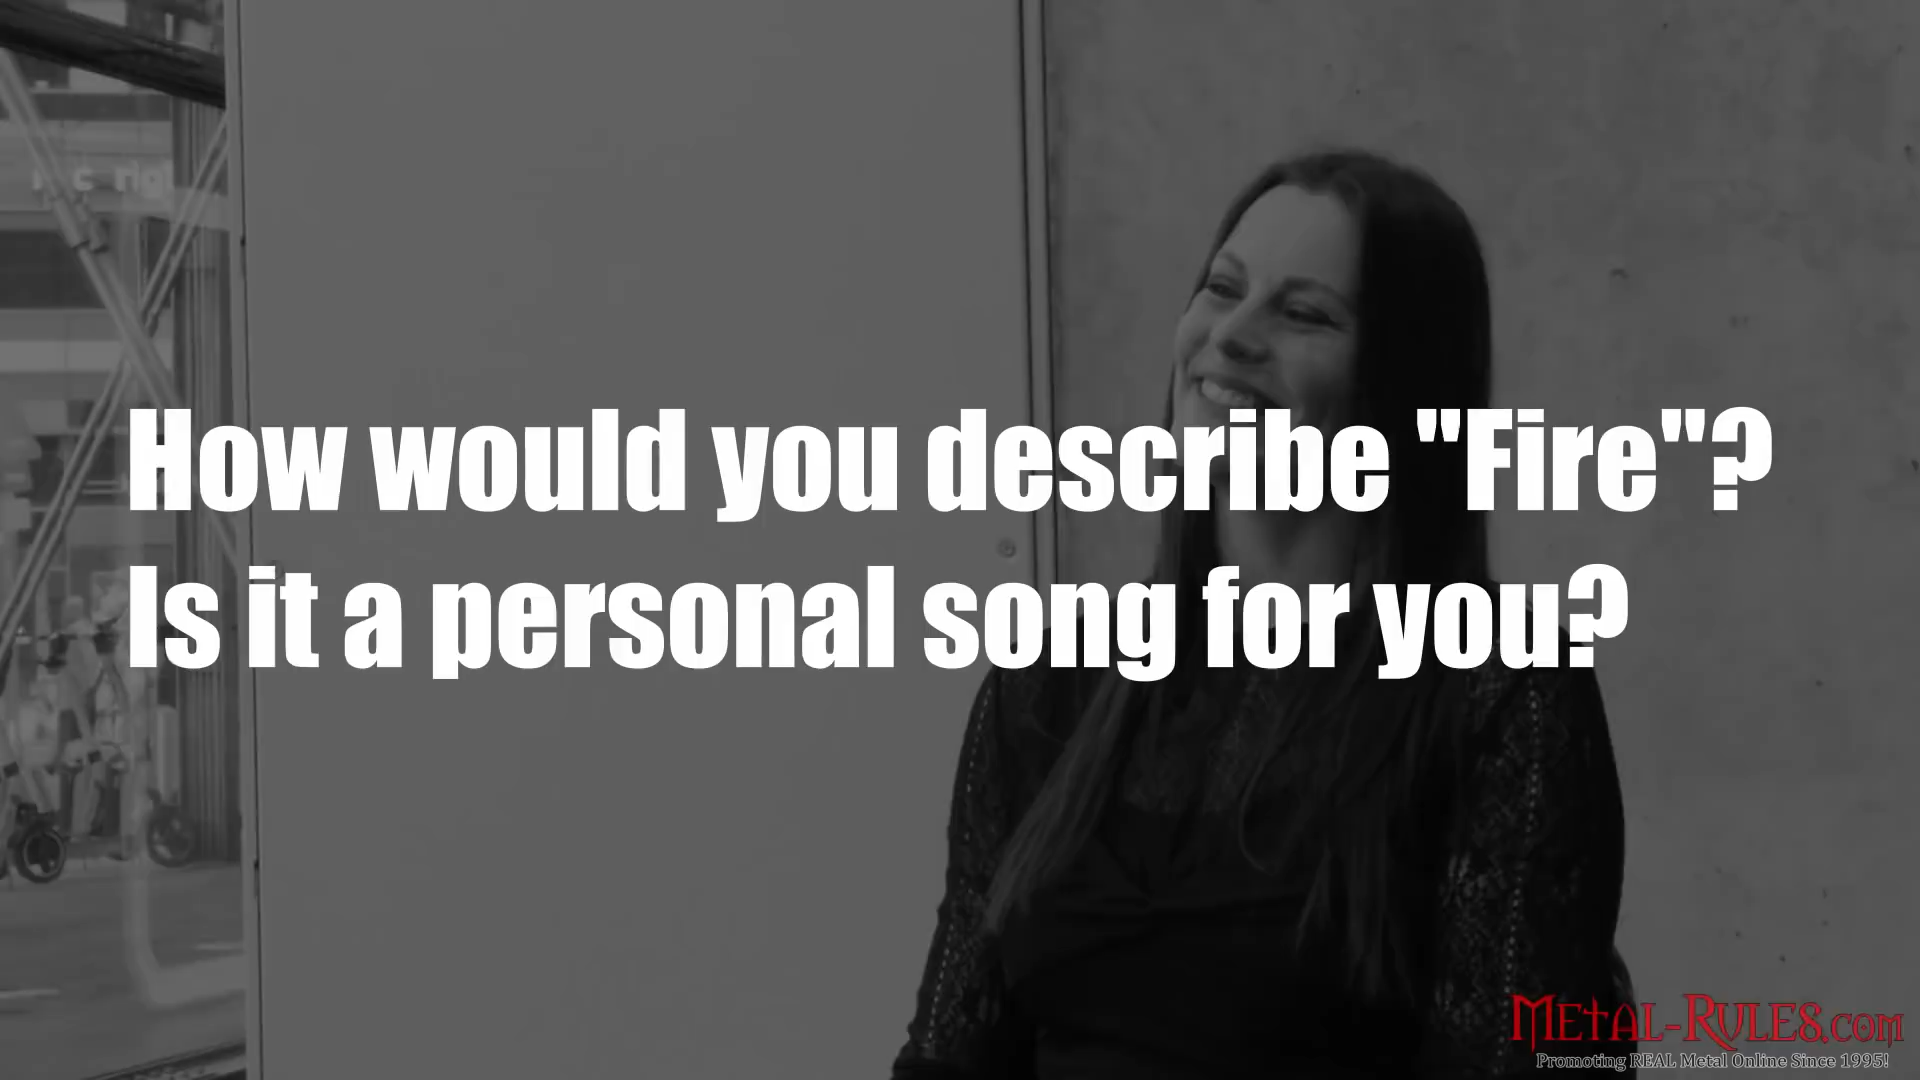 How would you describe "Fire"?
Is it a personal song for you?
METAL-RULES.COM
Promoting REAL Metal Online Since 1995!